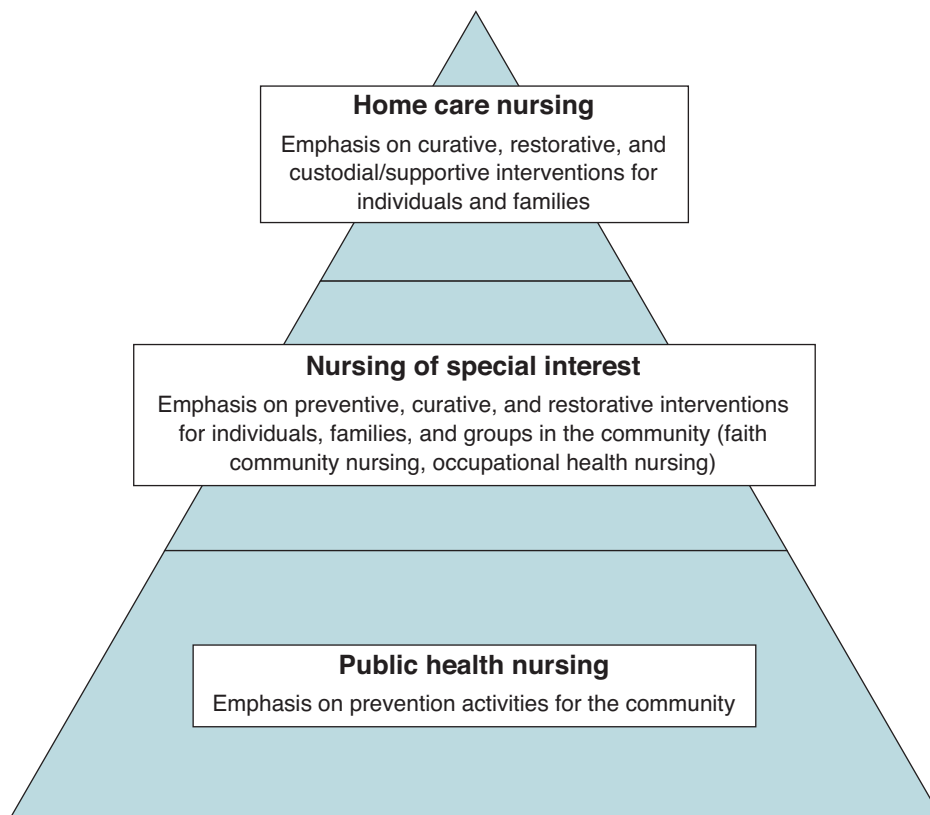 Home care nursing
Emphasis on curative, restorative, and
custodial/supportive interventions for
individuals and families
Nursing of special interest
Emphasis on preventive, curative, and restorative interventions
for individuals, families, and groups in the community (faith
community nursing, occupational health nursing)
Public health nursing
Emphasis on prevention activities for the community